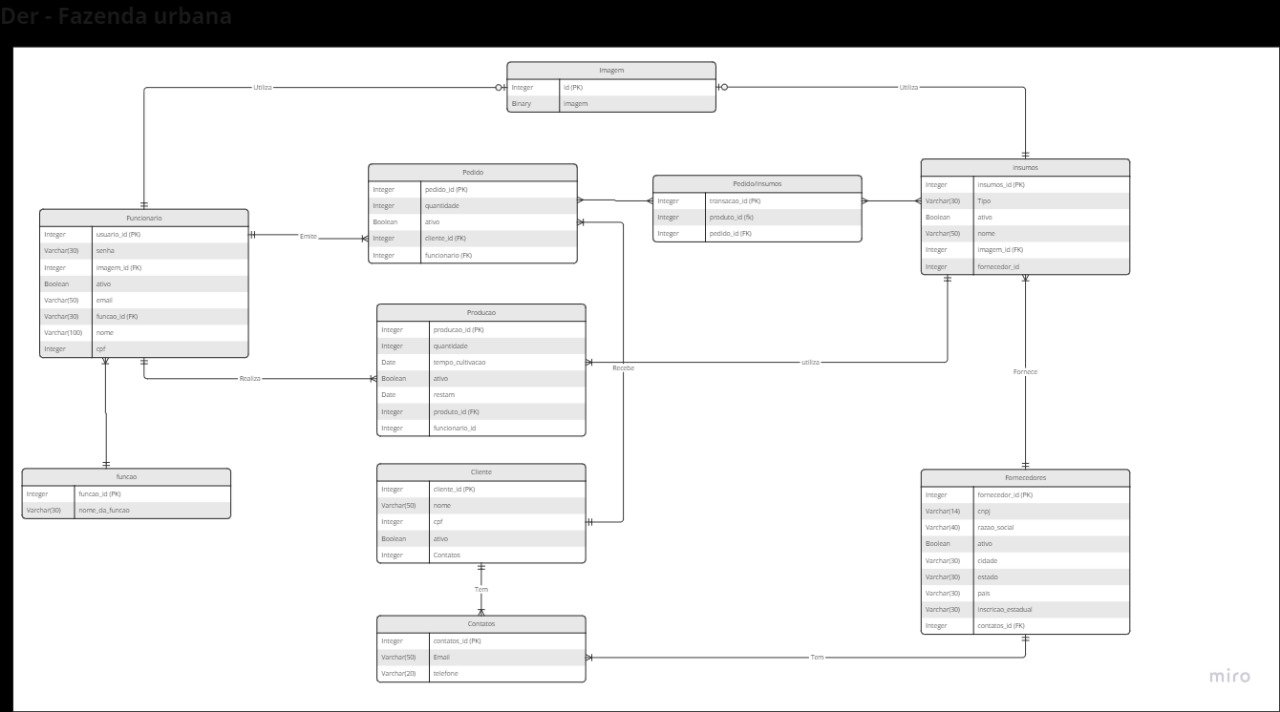 Der - Fazenda urbana
Imagem
Integer id (PK)
Binary imagem
Utiliza
Utiliza
Pedido
Integer pedido_id (PK)
Integer quantidade
Boolean ativo
Integer cliente_id (FK)
Integer funcionario (FK)
Pedido/insumos
Integer transacao_id (PK)
Integer produto_id (fk)
Integer pedido_id (FK)
insumos
Integer insumos_id (PK)
Varchar(30) Tipo
Boolean ativo
Varchar(50) nome
Integer imagem_id (FK)
Integer fornecedor_id
Funcionario
Integer usuario_id (PK)
Varchar(30) senha
Integer imagem_id (FK)
Boolean ativo
Varchar(50) email
Varchar(30) funcao_id (FK)
Varchar(100) nome
Integer cpf
Emite
Producao
Integer producao_id (PK)
Integer quantidade
Date tempo_cultivacao
Boolean ativo
Date restam
Integer produto_id (FK)
Integer funcionario_id
utiliza
Recebe
Fornece
Realiza
funcao
Integer funcao_id (PK)
Varchar(30) nome_da_funcao
Cliente
Integer cliente_id (PK)
Varchar(50) nome
Integer cpf
Boolean ativo
Integer Contatos
Fornecedores
Integer fornecedor_id (PK)
Varchar(14) cnpj
Varchar(40) razao_social
Boolean ativo
Varchar(30) cidade
Varchar(30) estado
Varchar(30) pais
Varchar(30) inscricao_estadual
Integer contatos_id (FK)
Tem
Contatos
Integer contatos_id (PK)
Varchar(50) Email
Varchar(20) telefone
Tem
miro